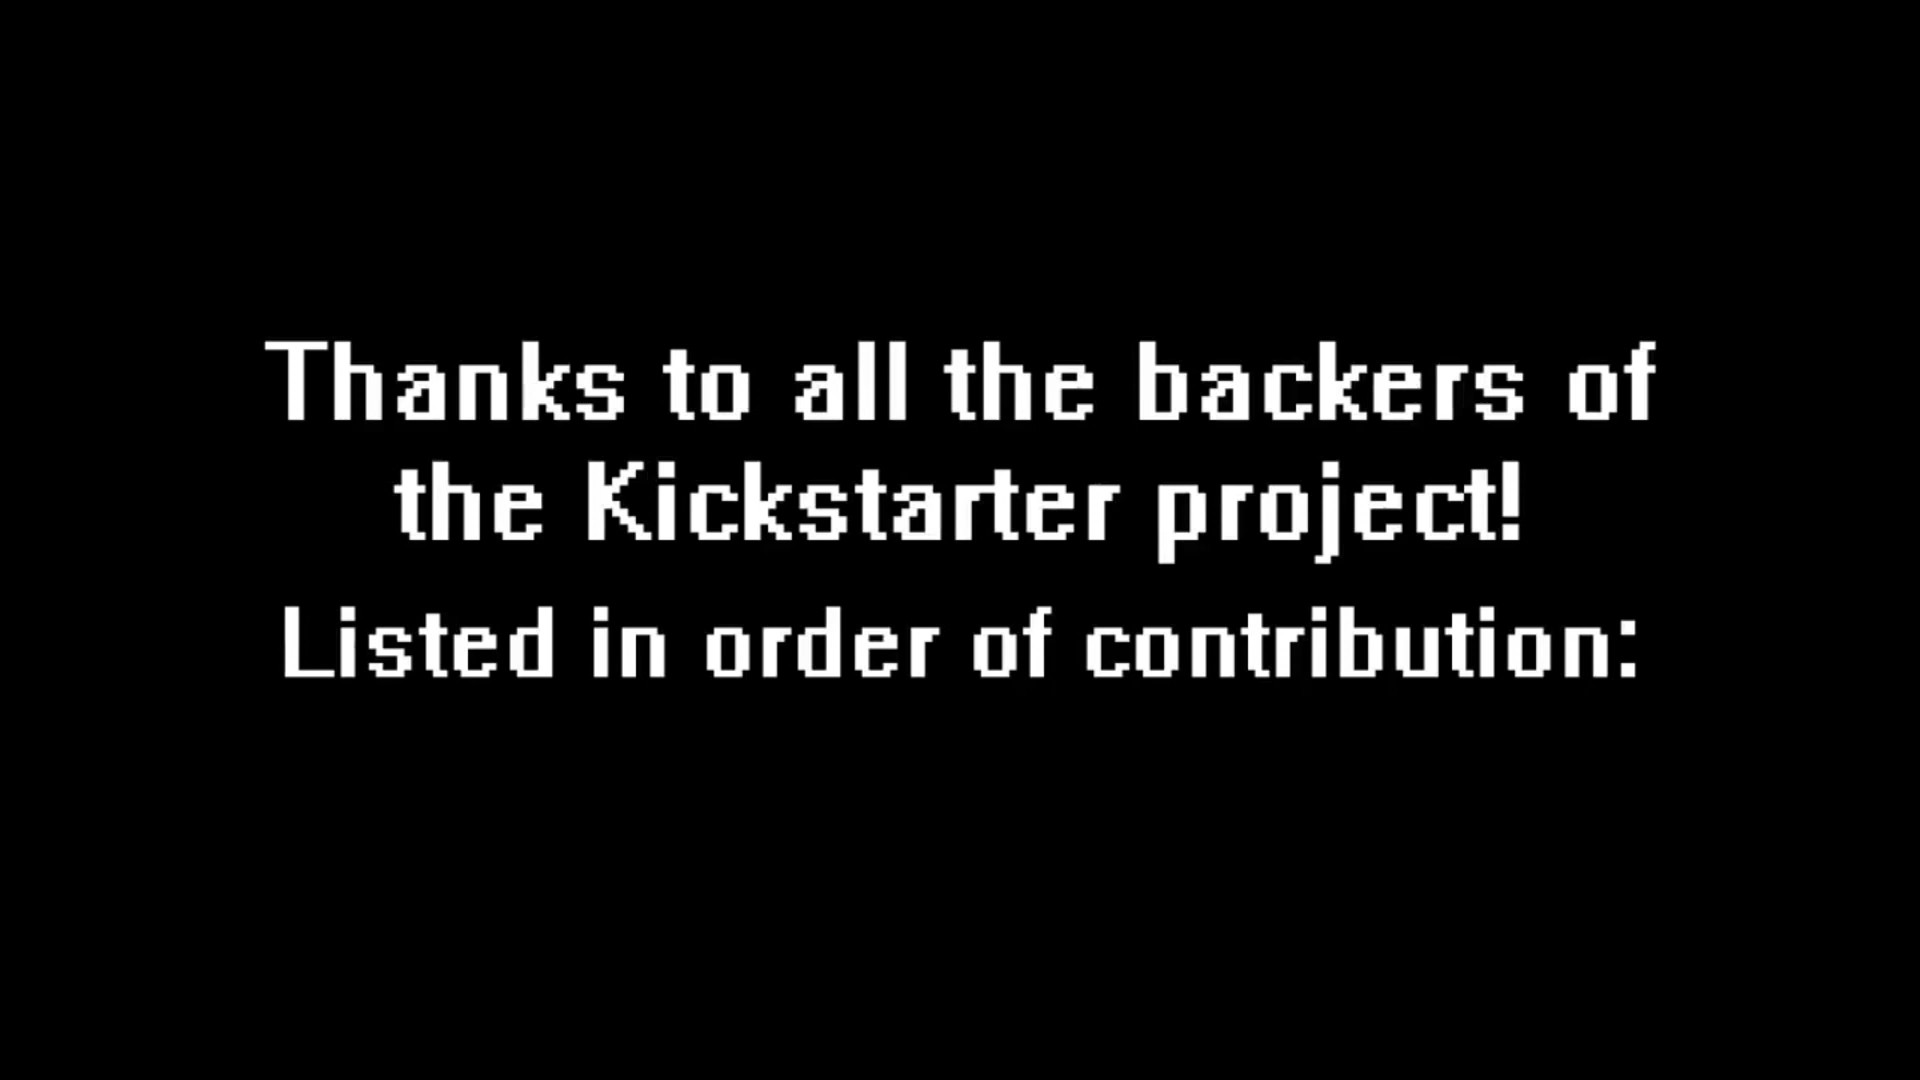 Thanks to all the backers of
the Kickstarter project!
Listed in order of contribution: